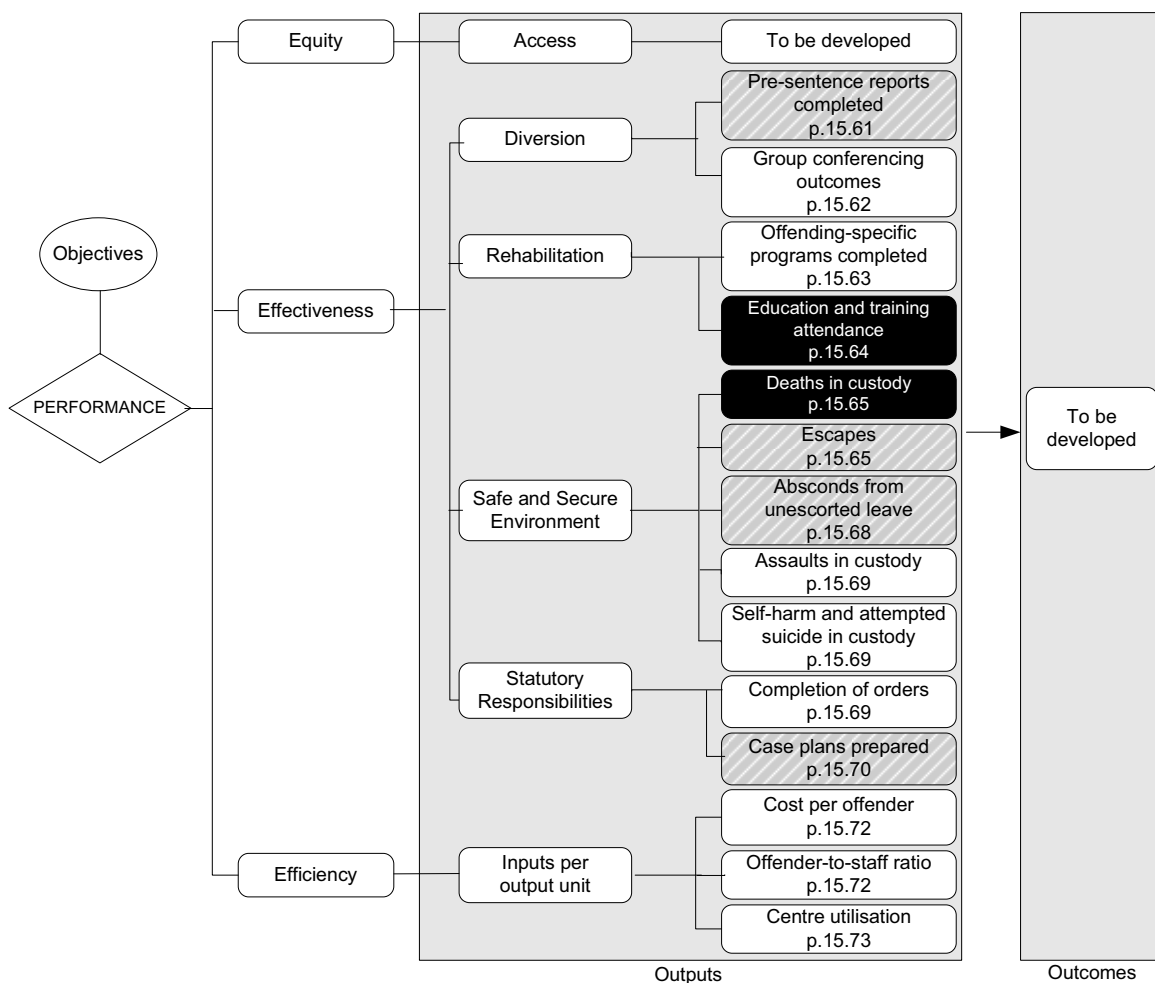 Equity
Access
To be developed
Pre-sentence reports
completed
p.15.61
Diversion
Group conferencing
outcomes
p.15.62
Objectives
Rehabilitation
Offending-specific
programs completed
p.15.63
Effectiveness
Education and training
attendance
p.15.64
PERFORMANCE
Deaths in custody
p.15.65
To be
developed
Escapes
p.15.65
Safe and Secure
Environment
Absconds from
unescorted leave
p.15.68
Assaults in custody
p.15.69
Self-harm and attempted
suicide in custody
p.15.69
Statutory
Responsibilities
Completion of orders
p.15.69
Case plans prepared
p.15.70
Cost per offender
p.15.72
Efficiency
Inputs per
output unit
Offender-to-staff ratio
p.15.72
Centre utilisation
p.15.73
Outputs
Outcomes